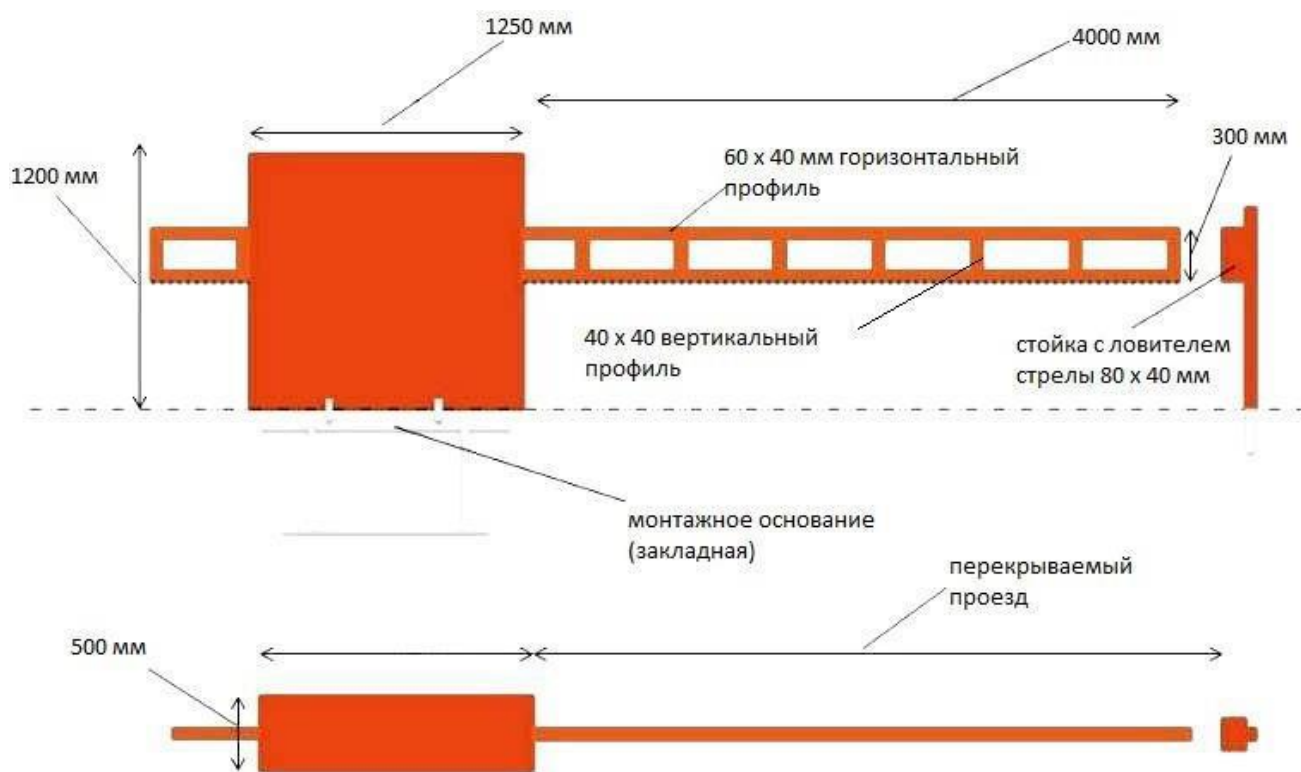 1250 мм
4000 мм
1200 мм
60 х 40 мм горизонтальный
профиль
300 мм
40 х 40 вертикальный
профиль
стойка с ловителем
стрелы 80 х 40 мм
монтажное основание
(закладная)
перекрываемый
проезд
500 мм